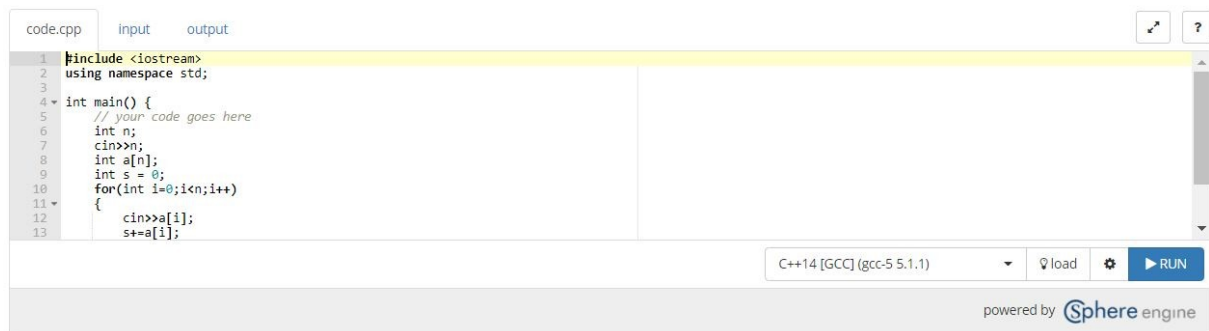 code.cpp input output ?
1 #include <iostream>
2 using namespace std;
3
4 int main() {
5 // your code goes here
6 int n;
7 cin>>n;
8 int a[n];
9 int s = 0;
10 for(int i=0;i<n;i++)
11 {
12 cin>>a[i];
13 s+=a[i];
C++14 [GCC] (gcc-5 5.1.1) load RUN
powered by Sphere engine